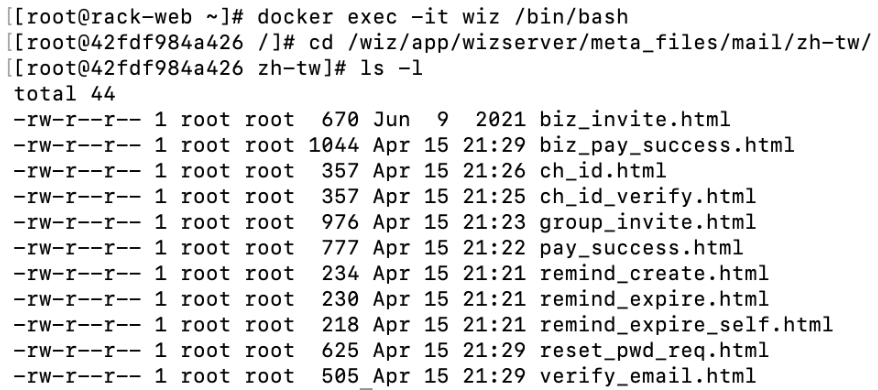 [[root@rack-web ~]# docker exec -it wiz /bin/bash
[[root@42fdf984a426 /]# cd /wiz/app/wizserver/meta_files/mail/zh-tw/
[[root@42fdf984a426 zh-tw]# ls -l
total 44
-rw-r--r-- 1 root root  670 Jun  9  2021 biz_invite.html
-rw-r--r-- 1 root root 1044 Apr 15 21:29 biz_pay_success.html
-rw-r--r-- 1 root root  357 Apr 15 21:26 ch_id.html
-rw-r--r-- 1 root root  357 Apr 15 21:25 ch_id_verify.html
-rw-r--r-- 1 root root  976 Apr 15 21:23 group_invite.html
-rw-r--r-- 1 root root  777 Apr 15 21:22 pay_success.html
-rw-r--r-- 1 root root  234 Apr 15 21:21 remind_create.html
-rw-r--r-- 1 root root  230 Apr 15 21:21 remind_expire.html
-rw-r--r-- 1 root root  218 Apr 15 21:21 remind_expire_self.html
-rw-r--r-- 1 root root  625 Apr 15 21:29 reset_pwd_req.html
-rw-r--r-- 1 root root  505 Apr 15 21:29 verify_email.html